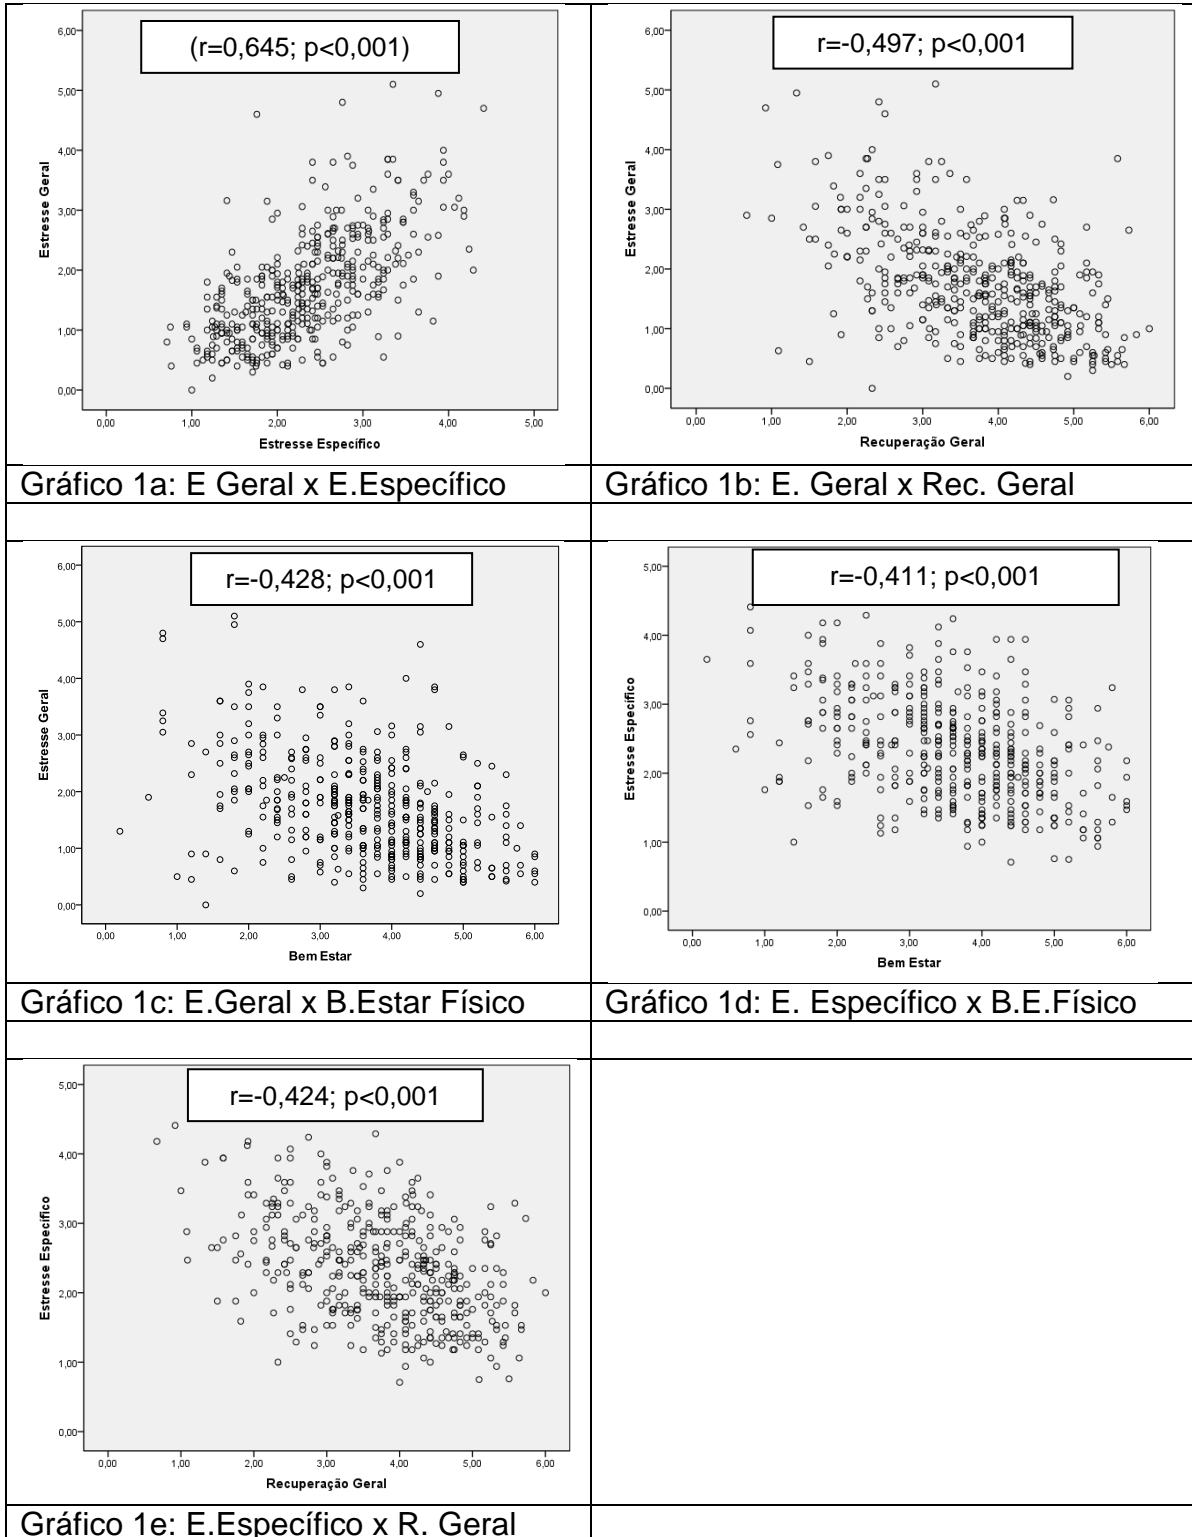 (r=0,645; p<0,001)
6,00
5,00
4,00
3,00
2,00
1,00
0,00
Estresse Geral
0,00 1,00 2,00 3,00 4,00 5,00
Estresse Específico
Gráfico 1a: E Geral x E.Específico
r=-0,497; p<0,001
6,00
5,00
4,00
3,00
2,00
1,00
0,00
Estresse Geral
0,00 1,00 2,00 3,00 4,00 5,00 6,00
Recuperação Geral
Gráfico 1b: E. Geral x Rec. Geral
r=-0,428; p<0,001
6,00
5,00
4,00
3,00
2,00
1,00
0,00
Estresse Geral
0,00 1,00 2,00 3,00 4,00 5,00 6,00
Bem Estar
Gráfico 1c: E.Geral x B.Estar Físico
r=-0,411; p<0,001
5,00
4,00
3,00
2,00
1,00
0,00
Estresse Específico
0,00 1,00 2,00 3,00 4,00 5,00 6,00
Bem Estar
Gráfico 1d: E. Específico x B.E.Físico
r=-0,424; p<0,001
5,00
4,00
3,00
2,00
1,00
0,00
Estresse Específico
0,00 1,00 2,00 3,00 4,00 5,00 6,00
Recuperação Geral
Gráfico 1e: E.Específico x R. Geral